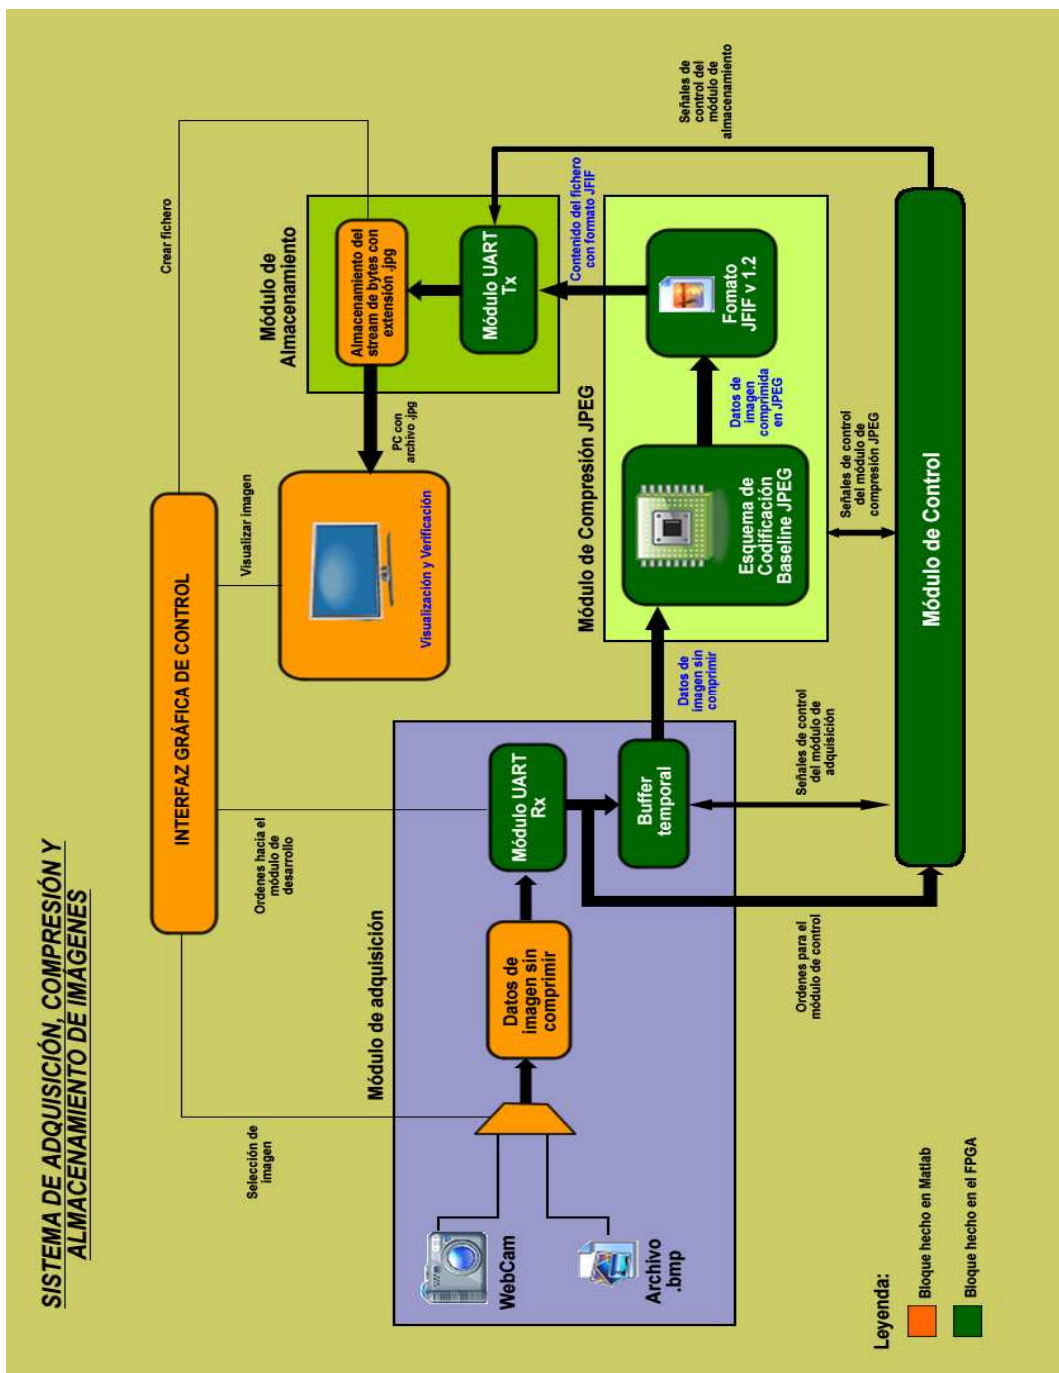 SISTEMA DE ADQUISICIÓN, COMPRESIÓN Y
ALMACENAMIENTO DE IMÁGENES
INTERFAZ GRÁFICA DE CONTROL
Selección de
imagen
Ordenes hacia el
módulo de
desarrollo
Visualizar imagen
Crear fichero
Módulo de adquisición
WebCam
Archivo
.bmp
Datos de
imagen sin
comprimir
Módulo UART
Rx
Buffer
temporal
Visualización y Verificación
PC con
archivo .jpg
Módulo de
Almacenamiento
Almacenamiento del
stream de bytes con
extensión .jpg
Módulo UART
Tx
Contenido del fichero
con formato JFIF
Señales de
control del
módulo de
almacenamiento
Datos de
imagen sin
comprimir
Módulo de Compresión JPEG
Esquema de
Codificación
Baseline JPEG
Datos de
imagen
comprimida
en JPEG
Fomato
JFIF v 1.2
Ordenes para el
módulo de control
Señales de control
del módulo de
adquisición
Señales de control
del módulo de
compresión JPEG
Módulo de Control
Leyenda:
Bloque hecho en Matlab
Bloque hecho en el FPGA